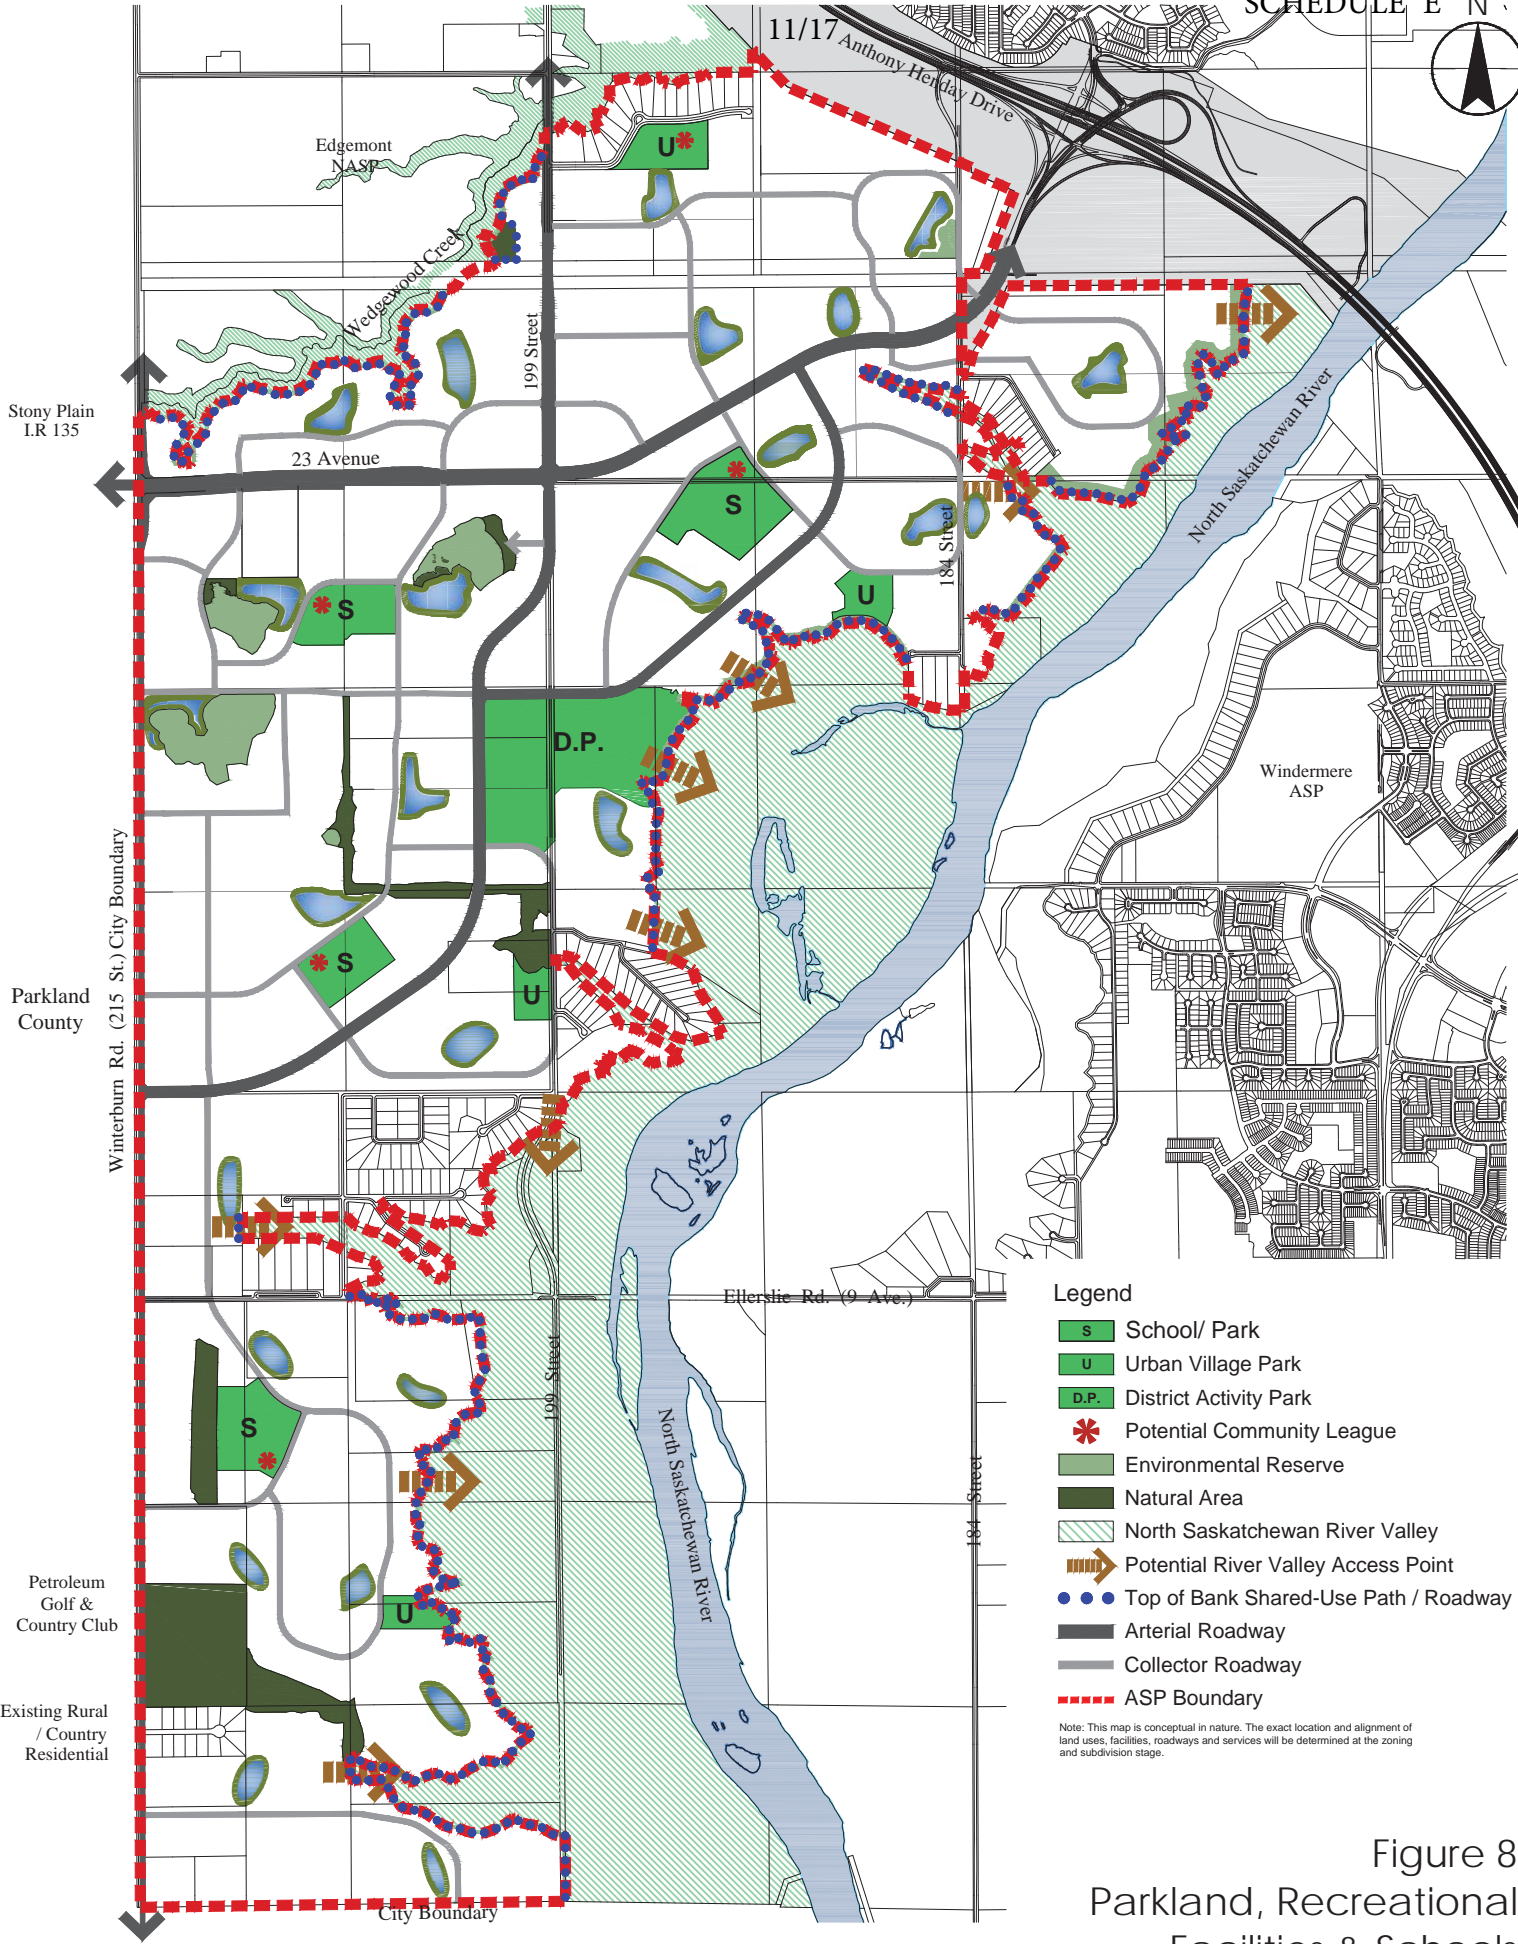 SCHEDULE E
N
11/17
Anthony Henday Drive
Edgemont
NASP
U
Wedgewood Creek
199 Street
Stony Plain
I.R 135
23 Avenue
North Saskatchewan River
S
184 Street
S
U
D.P.
Windermere
ASP
Winterburn Rd. (215 St.) City Boundary
S
U
Parkland
County
Ellerslie Rd. (9 Ave.)
199 Street
North Saskatchewan River
184 Street
S
U
Petroleum
Golf &
Country Club
Existing Rural
/ Country
Residential
City Boundary
Legend
S School/ Park
U Urban Village Park
D.P. District Activity Park
Potential Community League
Environmental Reserve
Natural Area
North Saskatchewan River Valley
Potential River Valley Access Point
Top of Bank Shared-Use Path / Roadway
Arterial Roadway
Collector Roadway
ASP Boundary
Note: This map is conceptual in nature. The exact location and alignment of
land uses, facilities, roadways and services will be determined at the zoning
and subdivision stage.
Figure 8
Parkland, Recreational
Facilities & Schools